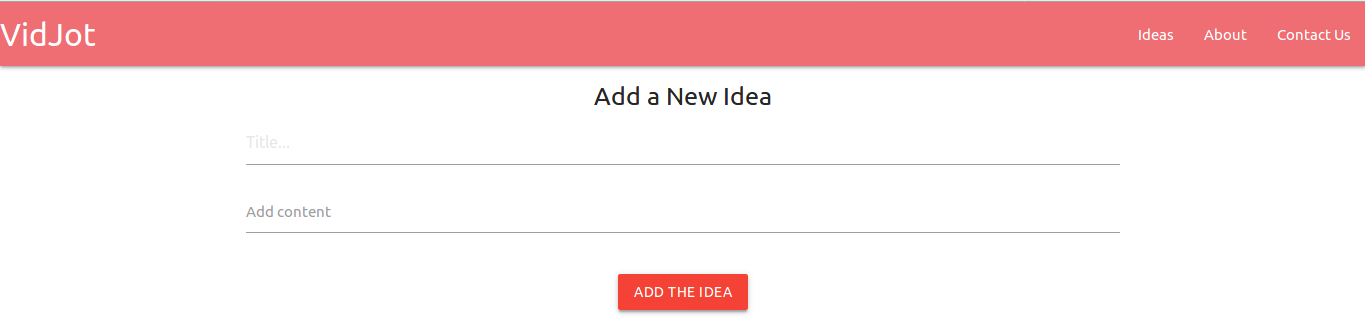 VidJot
Ideas About Contact Us
Add a New Idea
Title...
Add content
ADD THE IDEA